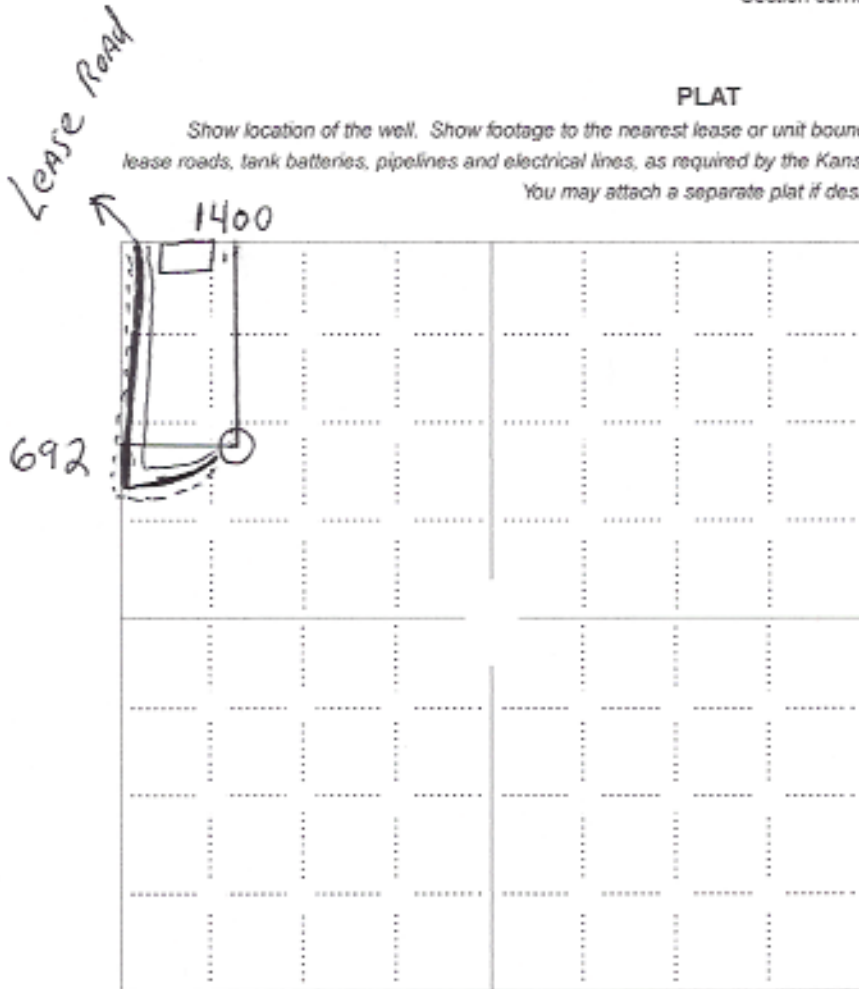 PLAT
Show location of the well. Show footage to the nearest lease or unit bound
lease roads, tank batteries, pipelines and electrical lines, as required by the Kans
You may attach a separate plat if des
Lease Road
1400
692